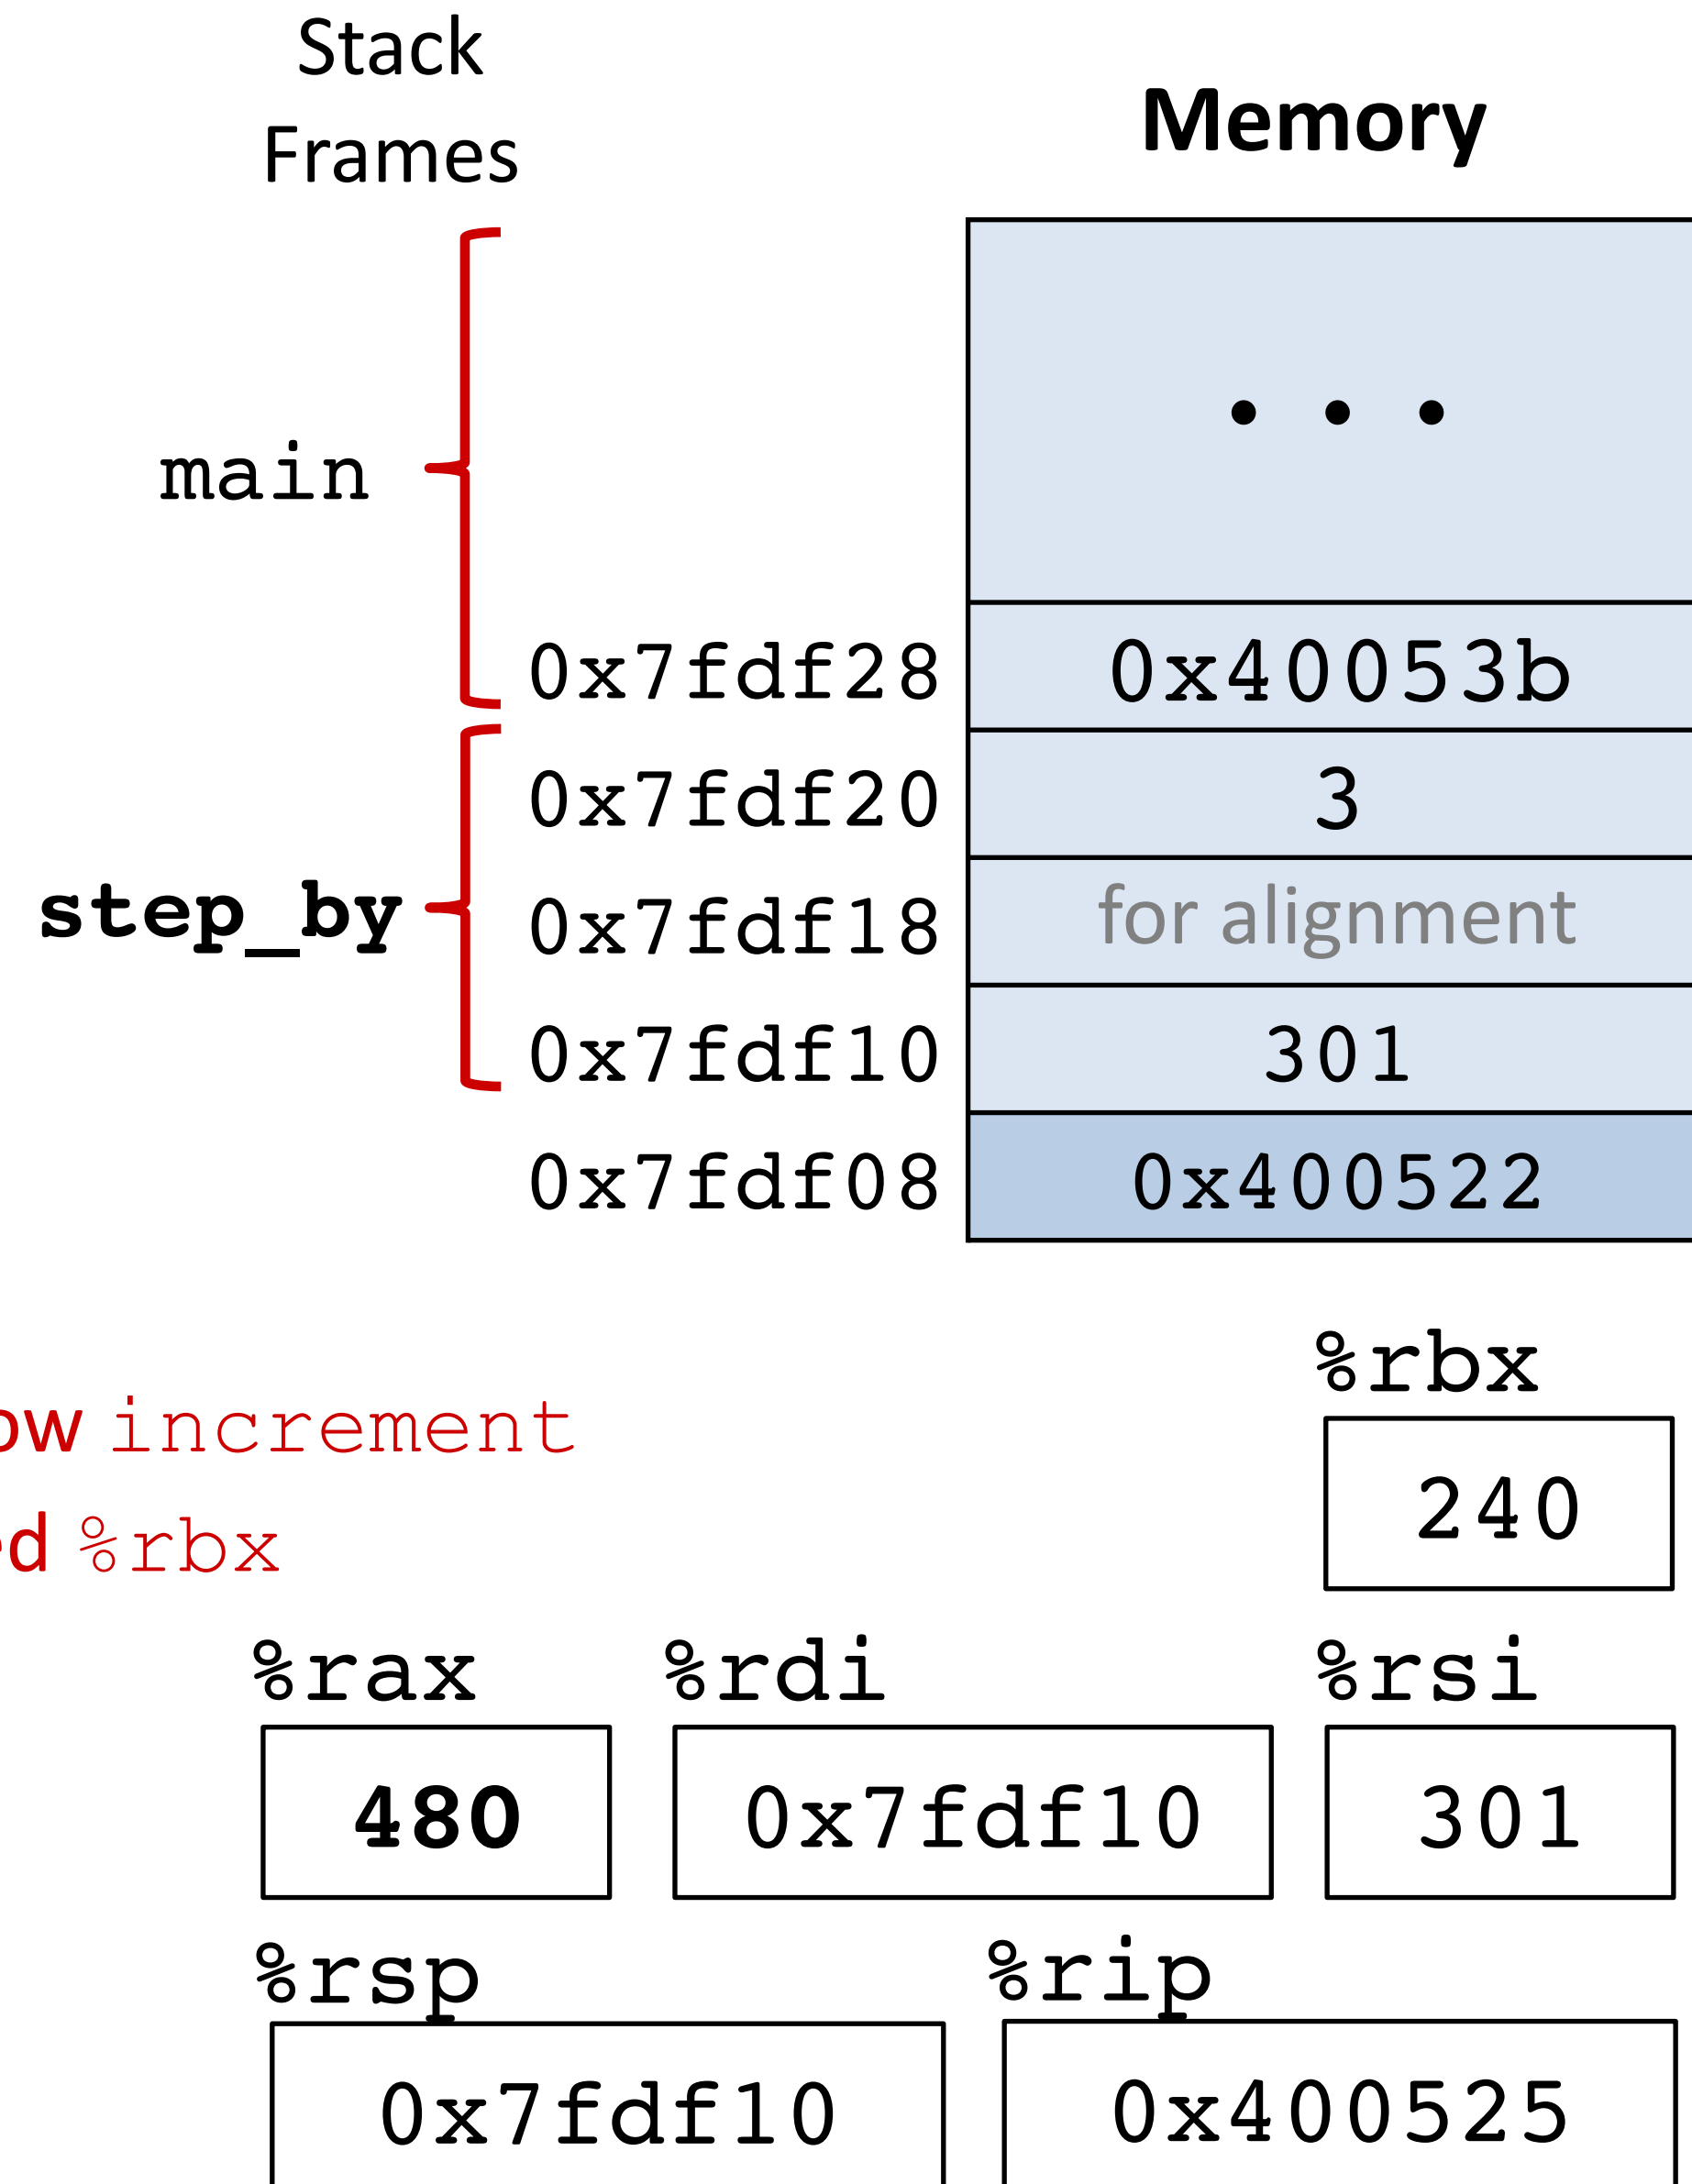 Stack
Frames
Memory
• • •
main
0x7fdf28 0x40053b
0x7fdf20 3
step_by
0x7fdf18 for alignment
0x7fdf10 301
0x7fdf08 0x400522
%rbx
240
increment
%rbx
%rax %rdi %rsi
480 0x7fdf10 301
%rsp %rip
0x7fdf10 0x400525